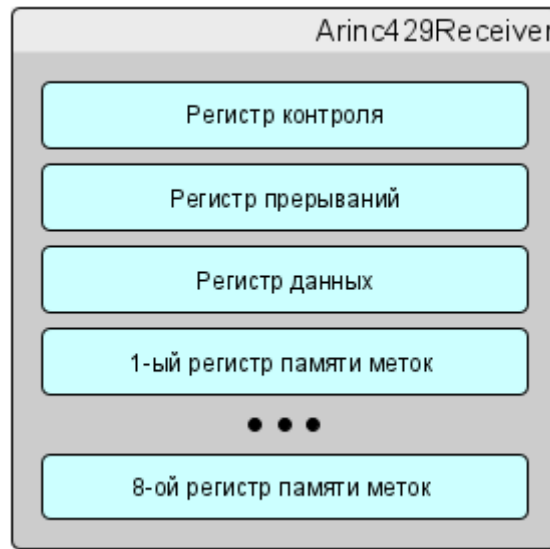 Arinc429Receiver
Регистр контроля
Регистр прерываний
Регистр данных
1-ый регистр памяти меток
8-ой регистр памяти меток